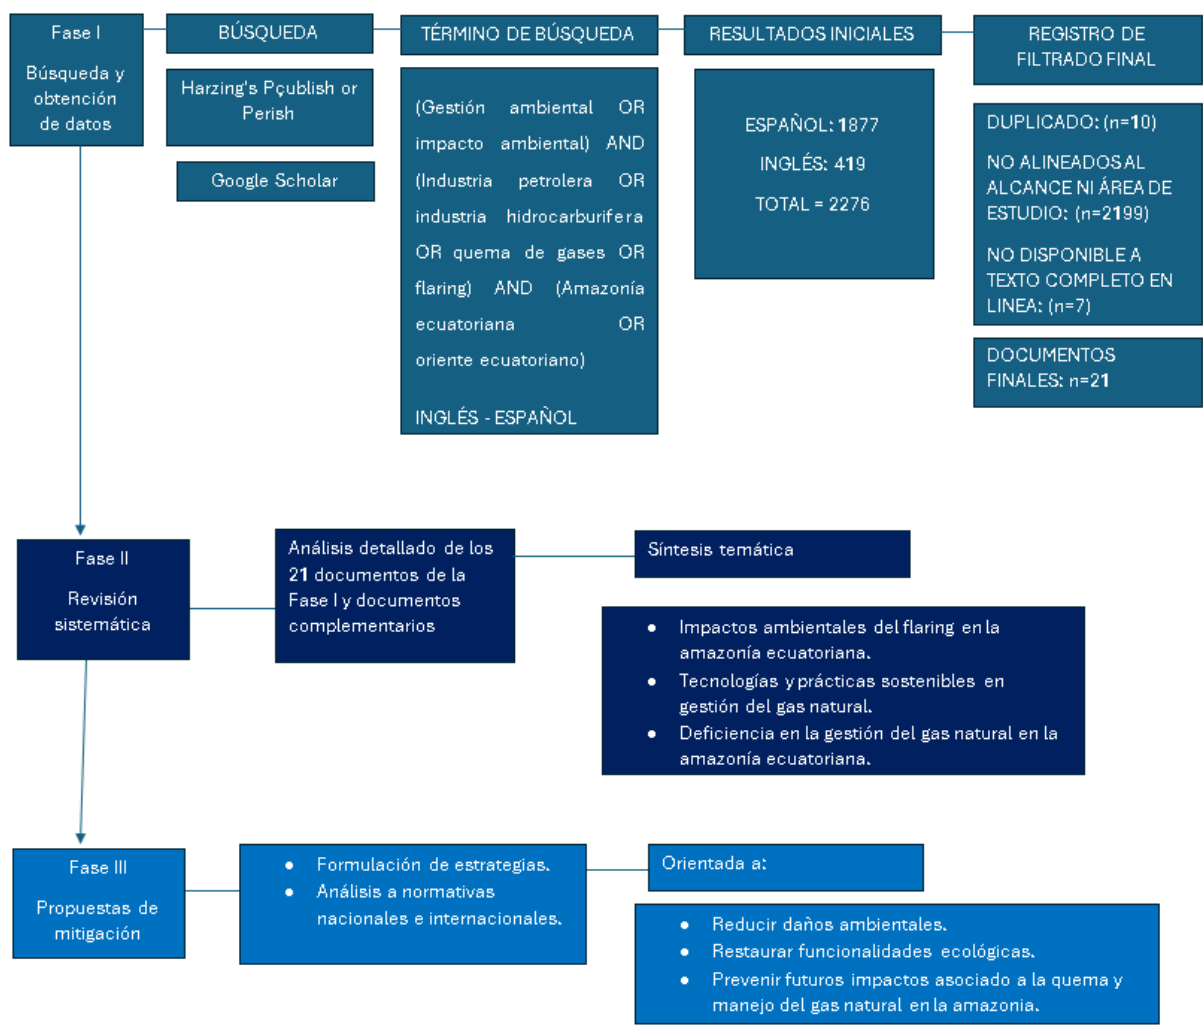 Fase I
Búsqueda y
obtención
de datos
BÚSQUEDA
Harzing's Pçublish or
Perish
Google Scholar
TÉRMINO DE BÚSQUEDA
(Gestión ambiental OR
impacto ambiental) AND
(Industria petrolera OR
industria hidrocarburifera
OR quema de gases OR
flaring) AND (Amazonía
ecuatoriana OR
oriente ecuatoriano)
INGLÉS - ESPAÑOL
RESULTADOS INICIALES
ESPAÑOL: 1877
INGLÉS: 419
TOTAL = 2276
REGISTRO DE
FILTRADO FINAL
DUPLICADO: (n=10)
NO ALINEADOS AL
ALCANCE NI ÁREA DE
ESTUDIO: (n=2199)
NO DISPONIBLE A
TEXTO COMPLETO EN
LINEA: (n=7)
DOCUMENTOS
FINALES: n=21
Fase II
Revisión
sistemática
Análisis detallado de los
21 documentos de la
Fase I y documentos
complementarios
Síntesis temática
● Impactos ambientales del flaring en la
amazonía ecuatoriana.
● Tecnologías y prácticas sostenibles en
gestión del gas natural.
● Deficiencia en la gestión del gas natural en la
amazonía ecuatoriana.
Fase III
Propuestas de
mitigación
● Formulación de estrategias.
● Análisis a normativas
nacionales e internacionales.
Orientada a:
● Reducir daños ambientales.
● Restaurar funcionalidades ecológicas.
● Prevenir futuros impactos asociado a la quema y
manejo del gas natural en la amazonia.